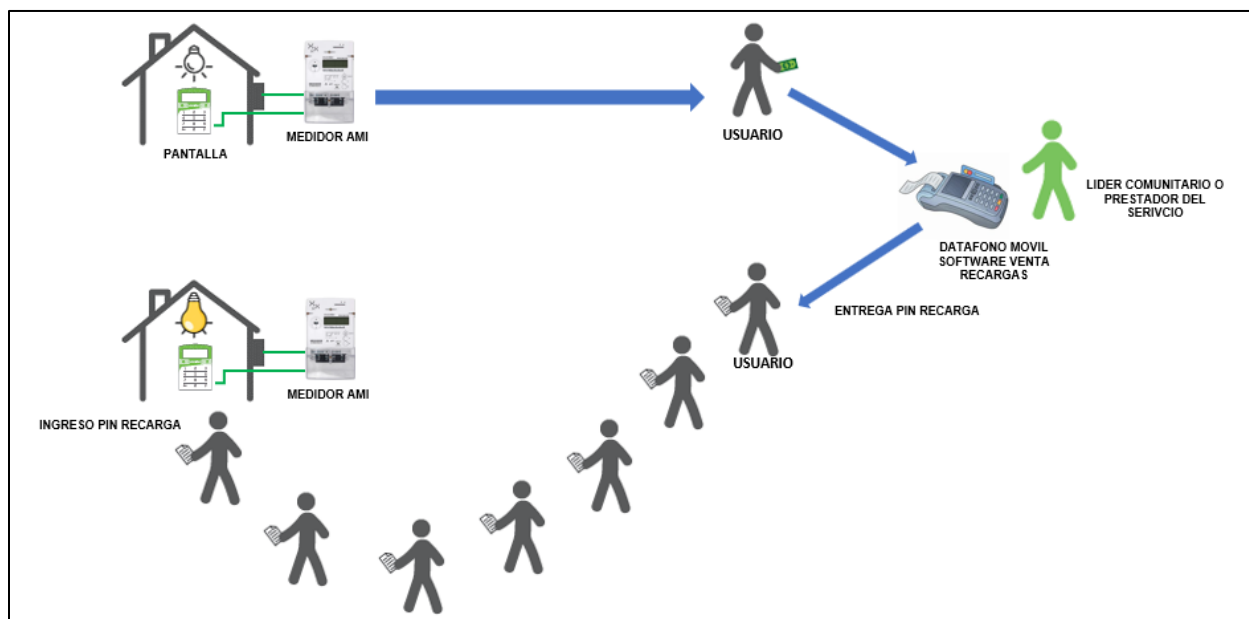 PANTALLA
MEDIDOR AMI
USUARIO
LIDER COMUNITARIO O
PRESTADOR DEL
SERIVCIO
DATAFONO MOVIL
SOFTWARE VENTA
RECARGAS
ENTREGA PIN RECARGA
USUARIO
MEDIDOR AMI
INGRESO PIN RECARGA